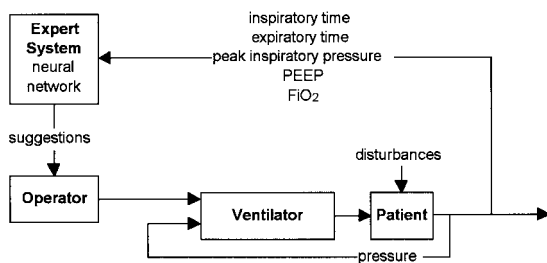 Expert
System
neural
network
inspiratory time
expiratory time
peak inspiratory pressure
PEEP
FiO₂
suggestions
disturbances
Operator
Ventilator
Patient
pressure